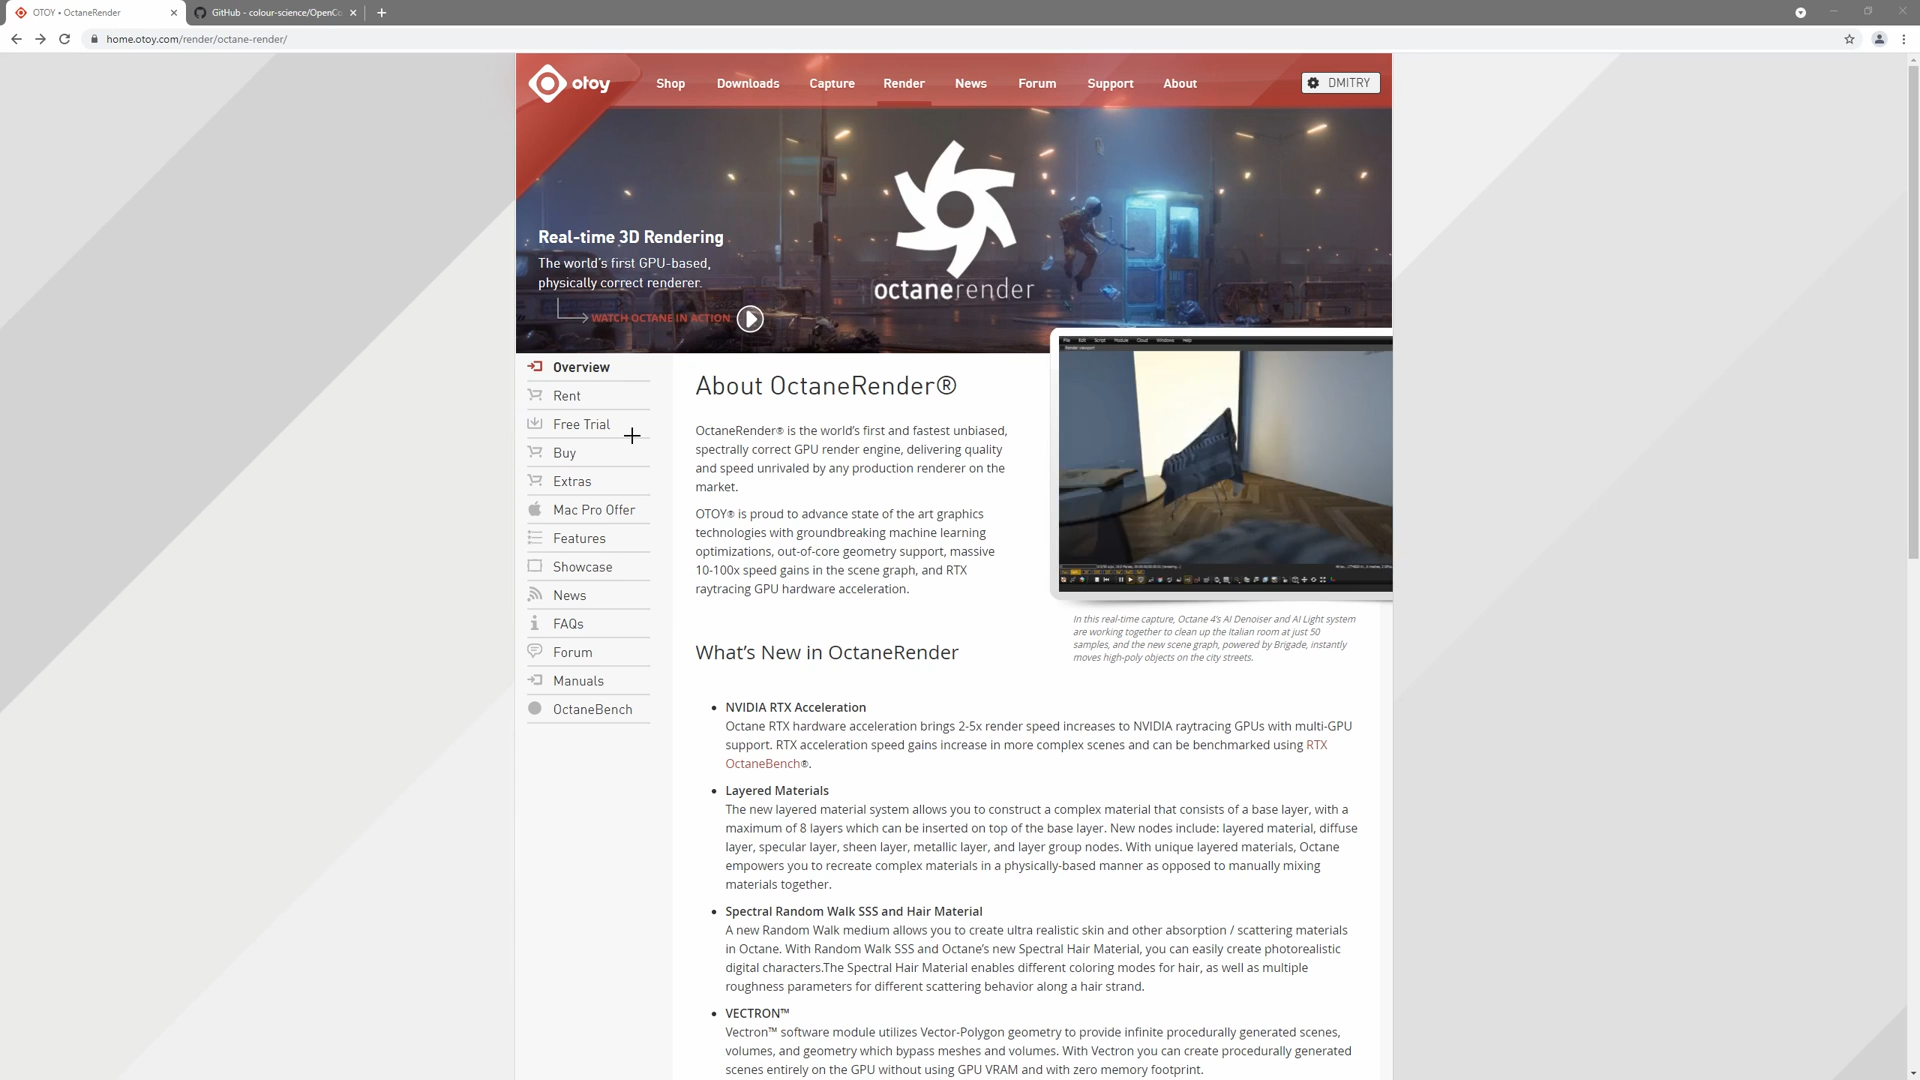 OTOY • OctaneRender
GitHub - colour-science/OpenCo
home.otoy.com/render/octane-render/
otoy
Shop
Downloads
Capture
Render
News
Forum
Support
About
DMITRY
Real-time 3D Rendering
The world's first GPU-based,
physically correct renderer.
WATCH OCTANE IN ACTION
octanerender
Overview
Rent
Free Trial
Buy
Extras
Mac Pro Offer
Features
Showcase
News
FAQs
Forum
Manuals
OctaneBench
About OctaneRender®
OctaneRender® is the world's first and fastest unbiased,
spectrally correct GPU render engine, delivering quality
and speed unrivaled by any production renderer on the
market.
OTOY® is proud to advance state of the art graphics
technologies with groundbreaking machine learning
optimizations, out-of-core geometry support, massive
10-100x speed gains in the scene graph, and RTX
raytracing GPU hardware acceleration.
File Edit Script Module Cloud Windows Help
Render viewport
In this real-time capture, Octane 4's AI Denoiser and AI Light system
are working together to clean up the Italian room at just 50
samples, and the new scene graph, powered by Brigade, instantly
moves high-poly objects on the city streets.
What's New in OctaneRender
• NVIDIA RTX Acceleration
Octane RTX hardware acceleration brings 2-5x render speed increases to NVIDIA raytracing GPUs with multi-GPU
support. RTX acceleration speed gains increase in more complex scenes and can be benchmarked using RTX
OctaneBench®.
• Layered Materials
The new layered material system allows you to construct a complex material that consists of a base layer, with a
maximum of 8 layers which can be inserted on top of the base layer. New nodes include: layered material, diffuse
layer, specular layer, sheen layer, metallic layer, and layer group nodes. With unique layered materials, Octane
empowers you to recreate complex materials in a physically-based manner as opposed to manually mixing
materials together.
• Spectral Random Walk SSS and Hair Material
A new Random Walk medium allows you to create ultra realistic skin and other absorption / scattering materials
in Octane. With Random Walk SSS and Octane's new Spectral Hair Material, you can easily create photorealistic
digital characters.The Spectral Hair Material enables different coloring modes for hair, as well as multiple
roughness parameters for different scattering behavior along a hair strand.
• VECTRON™
Vectron™ software module utilizes Vector-Polygon geometry to provide infinite procedurally generated scenes,
volumes, and geometry which bypass meshes and volumes. With Vectron you can create procedurally generated
scenes entirely on the GPU without using GPU VRAM and with zero memory footprint.